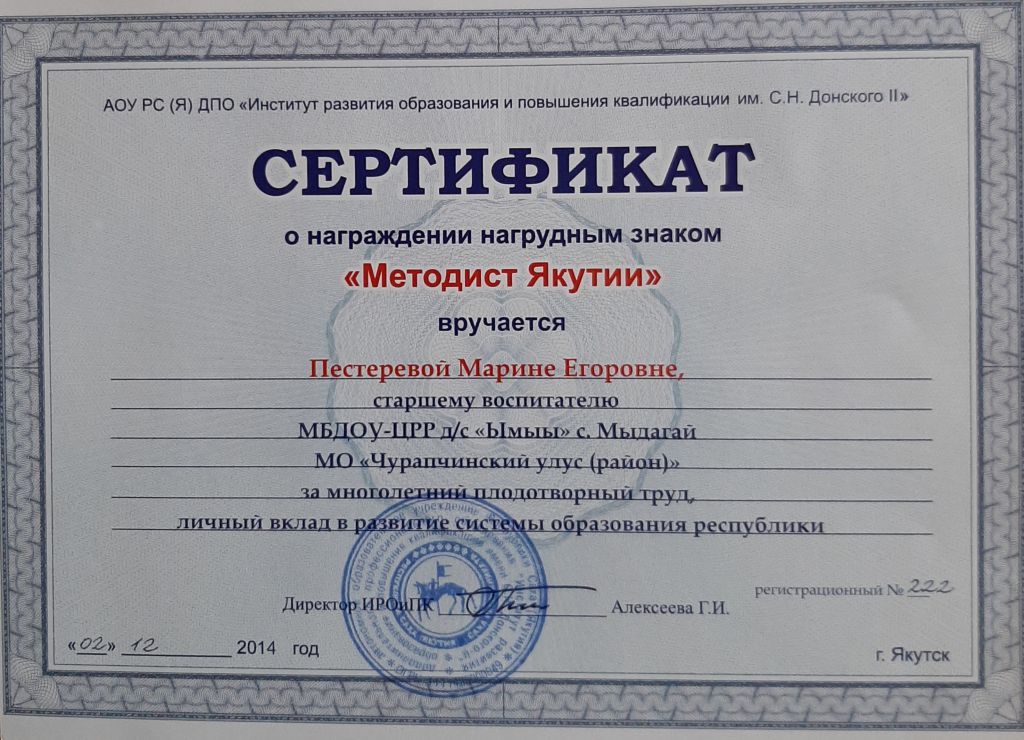 АОУ РС (Я) ДПО «Институт развития образования и повышения квалификации им. С.Н. Донского II»
СЕРТИФИКАТ
о награждении нагрудным знаком
«Методист Якутии»
вручается
Пестеревой Марине Егоровне,
старшему воспитателю
МБДОУ-ЦРР д/с «Ымыы» с. Мыдагай
МО «Чурапчинский улус (район)»
за многолетний плодотворный труд,
личный вклад в развитие системы образования республики
регистрационный № 222
Директор ИРОиПК Алексеева Г.И.
«02» 12 2014 год
г. Якутск